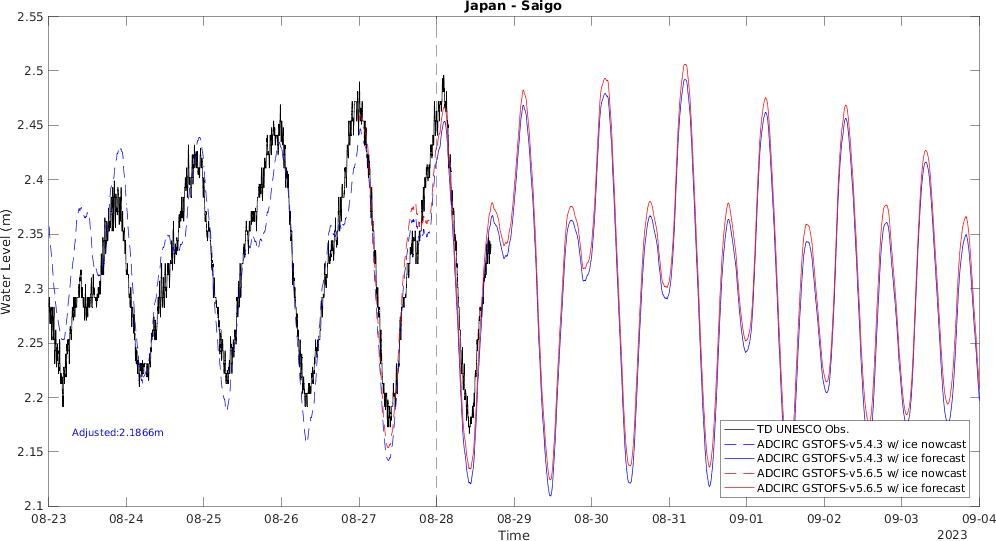 Japan - Saigo
Water Level (m)
2.55
2.5
2.45
2.4
2.35
2.3
2.25
2.2
2.15
2.1
Adjusted:2.1866m
TD UNESCO Obs.
ADCIRC GSTOFS-v5.4.3 w/ ice nowcast
ADCIRC GSTOFS-v5.4.3 w/ ice forecast
ADCIRC GSTOFS-v5.6.5 w/ ice nowcast
ADCIRC GSTOFS-v5.6.5 w/ ice forecast
08-23 08-24 08-25 08-26 08-27 08-28 08-29 08-30 08-31 09-01 09-02 09-03 09-04
Time
2023